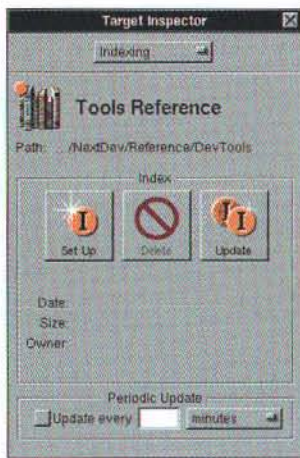 Target Inspector
Indexing
Tools Reference
Path: .../NextDev/Reference/DevTools
Index
I
I
I
Set Up
Delete
Update
Date:
Size:
Owner:
Periodic Update
Update every
minutes